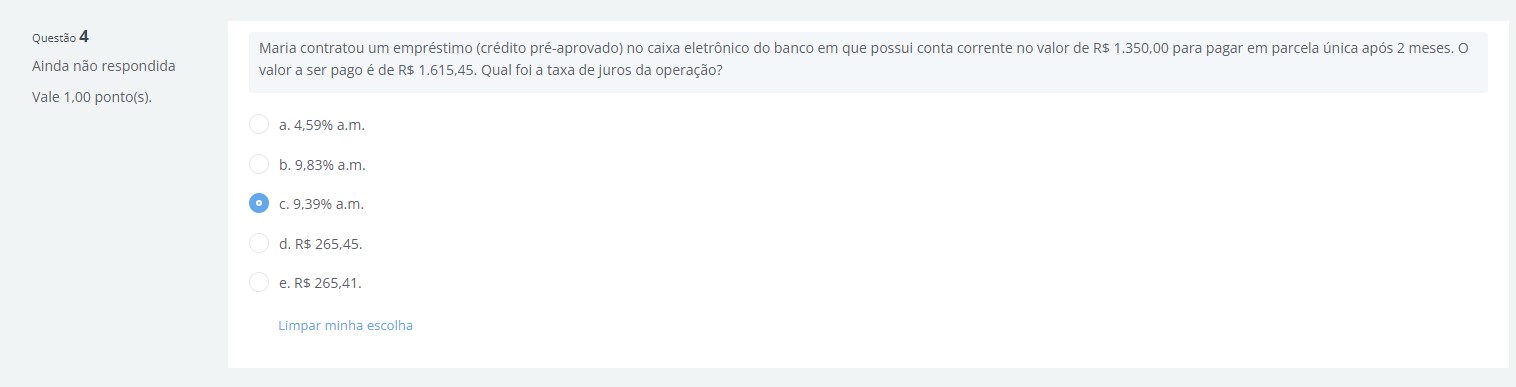 Questão 4
Ainda não respondida
Vale 1,00 ponto(s).
Maria contratou um empréstimo (crédito pré-aprovado) no caixa eletrônico do banco em que possui conta corrente no valor de R$ 1.350,00 para pagar em parcela única após 2 meses. O
valor a ser pago é de R$ 1.615,45. Qual foi a taxa de juros da operação?
a. 4,59% a.m.
b. 9,83% a.m.
c. 9,39% a.m.
d. R$ 265,45.
e. R$ 265,41.
Limpar minha escolha